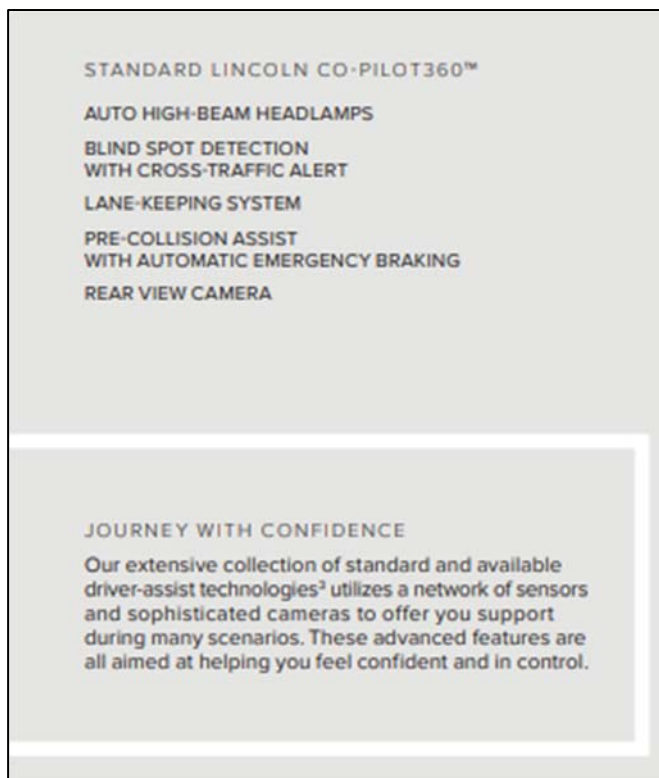 STANDARD LINCOLN CO-PILOT360™
AUTO HIGH-BEAM HEADLAMPS
BLIND SPOT DETECTION
WITH CROSS-TRAFFIC ALERT
LANE-KEEPING SYSTEM
PRE-COLLISION ASSIST
WITH AUTOMATIC EMERGENCY BRAKING
REAR VIEW CAMERA
JOURNEY WITH CONFIDENCE
Our extensive collection of standard and available
driver-assist technologies³ utilizes a network of sensors
and sophisticated cameras to offer you support
during many scenarios. These advanced features are
all aimed at helping you feel confident and in control.